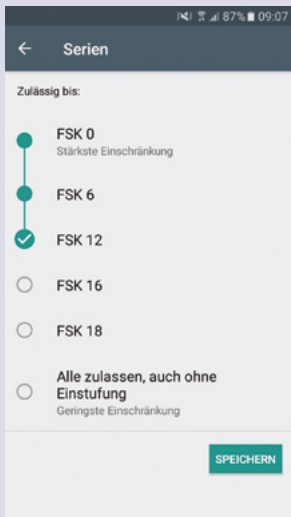 87% 09:07
Serien
Zulässig bis:
FSK 0
Stärkste Einschränkung
FSK 6
FSK 12
FSK 16
FSK 18
Alle zulassen, auch ohne
Einstufung
Geringste Einschränkung
SPEICHERN